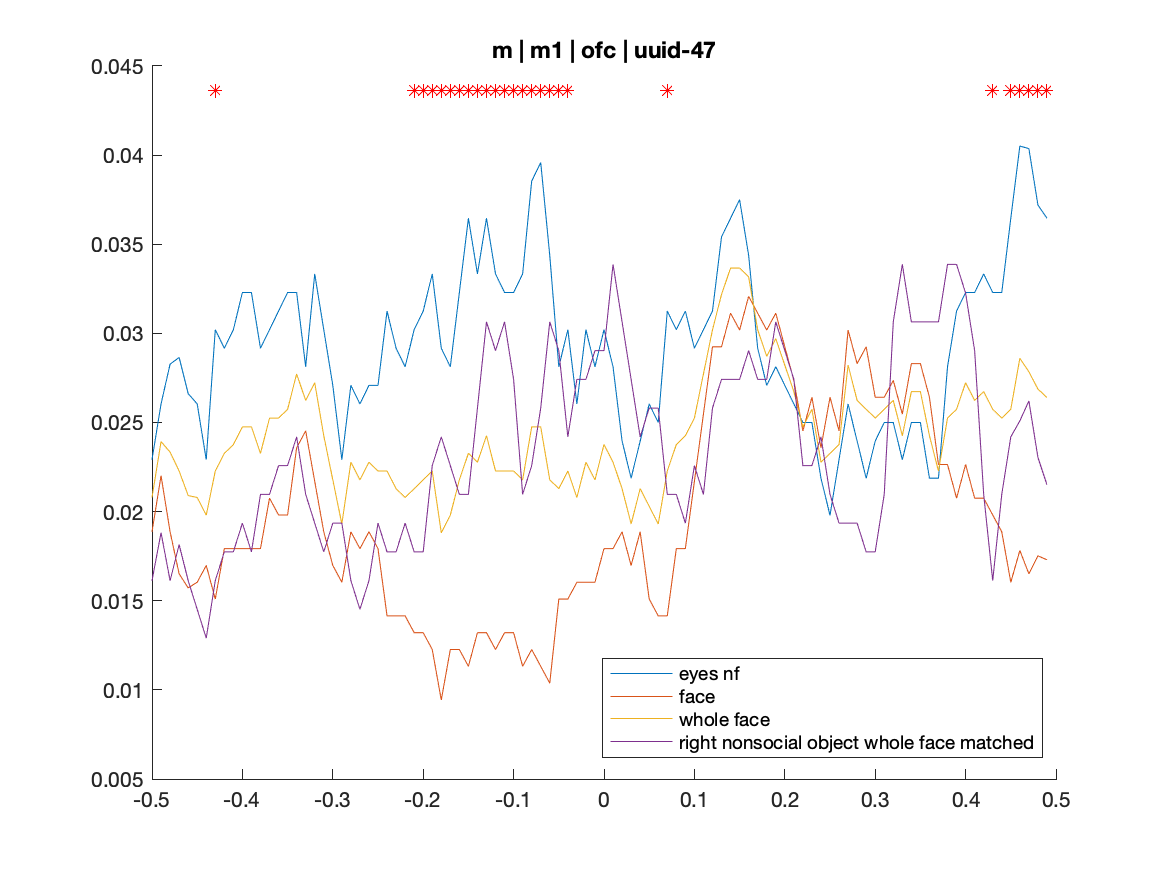 m | m1 | ofc | uuid-47
0.045
0.04
0.035
0.03
0.025
0.02
0.015
0.01
0.005
-0.5 -0.4 -0.3 -0.2 -0.1 0 0.1 0.2 0.3 0.4 0.5
eyes nf
face
whole face
right nonsocial object whole face matched